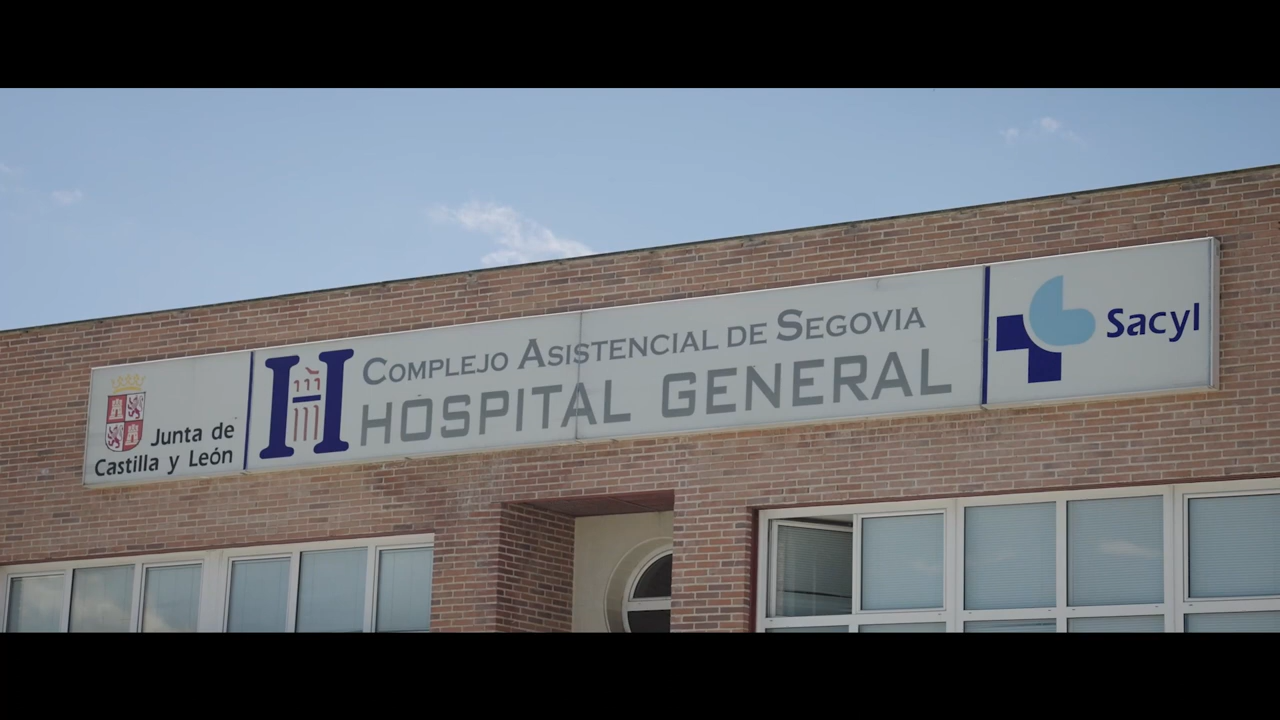 Junta de
Castilla y León
H
COMPLEJO ASISTENCIAL DE SEGOVIA
HOSPITAL GENERAL
Sacyl